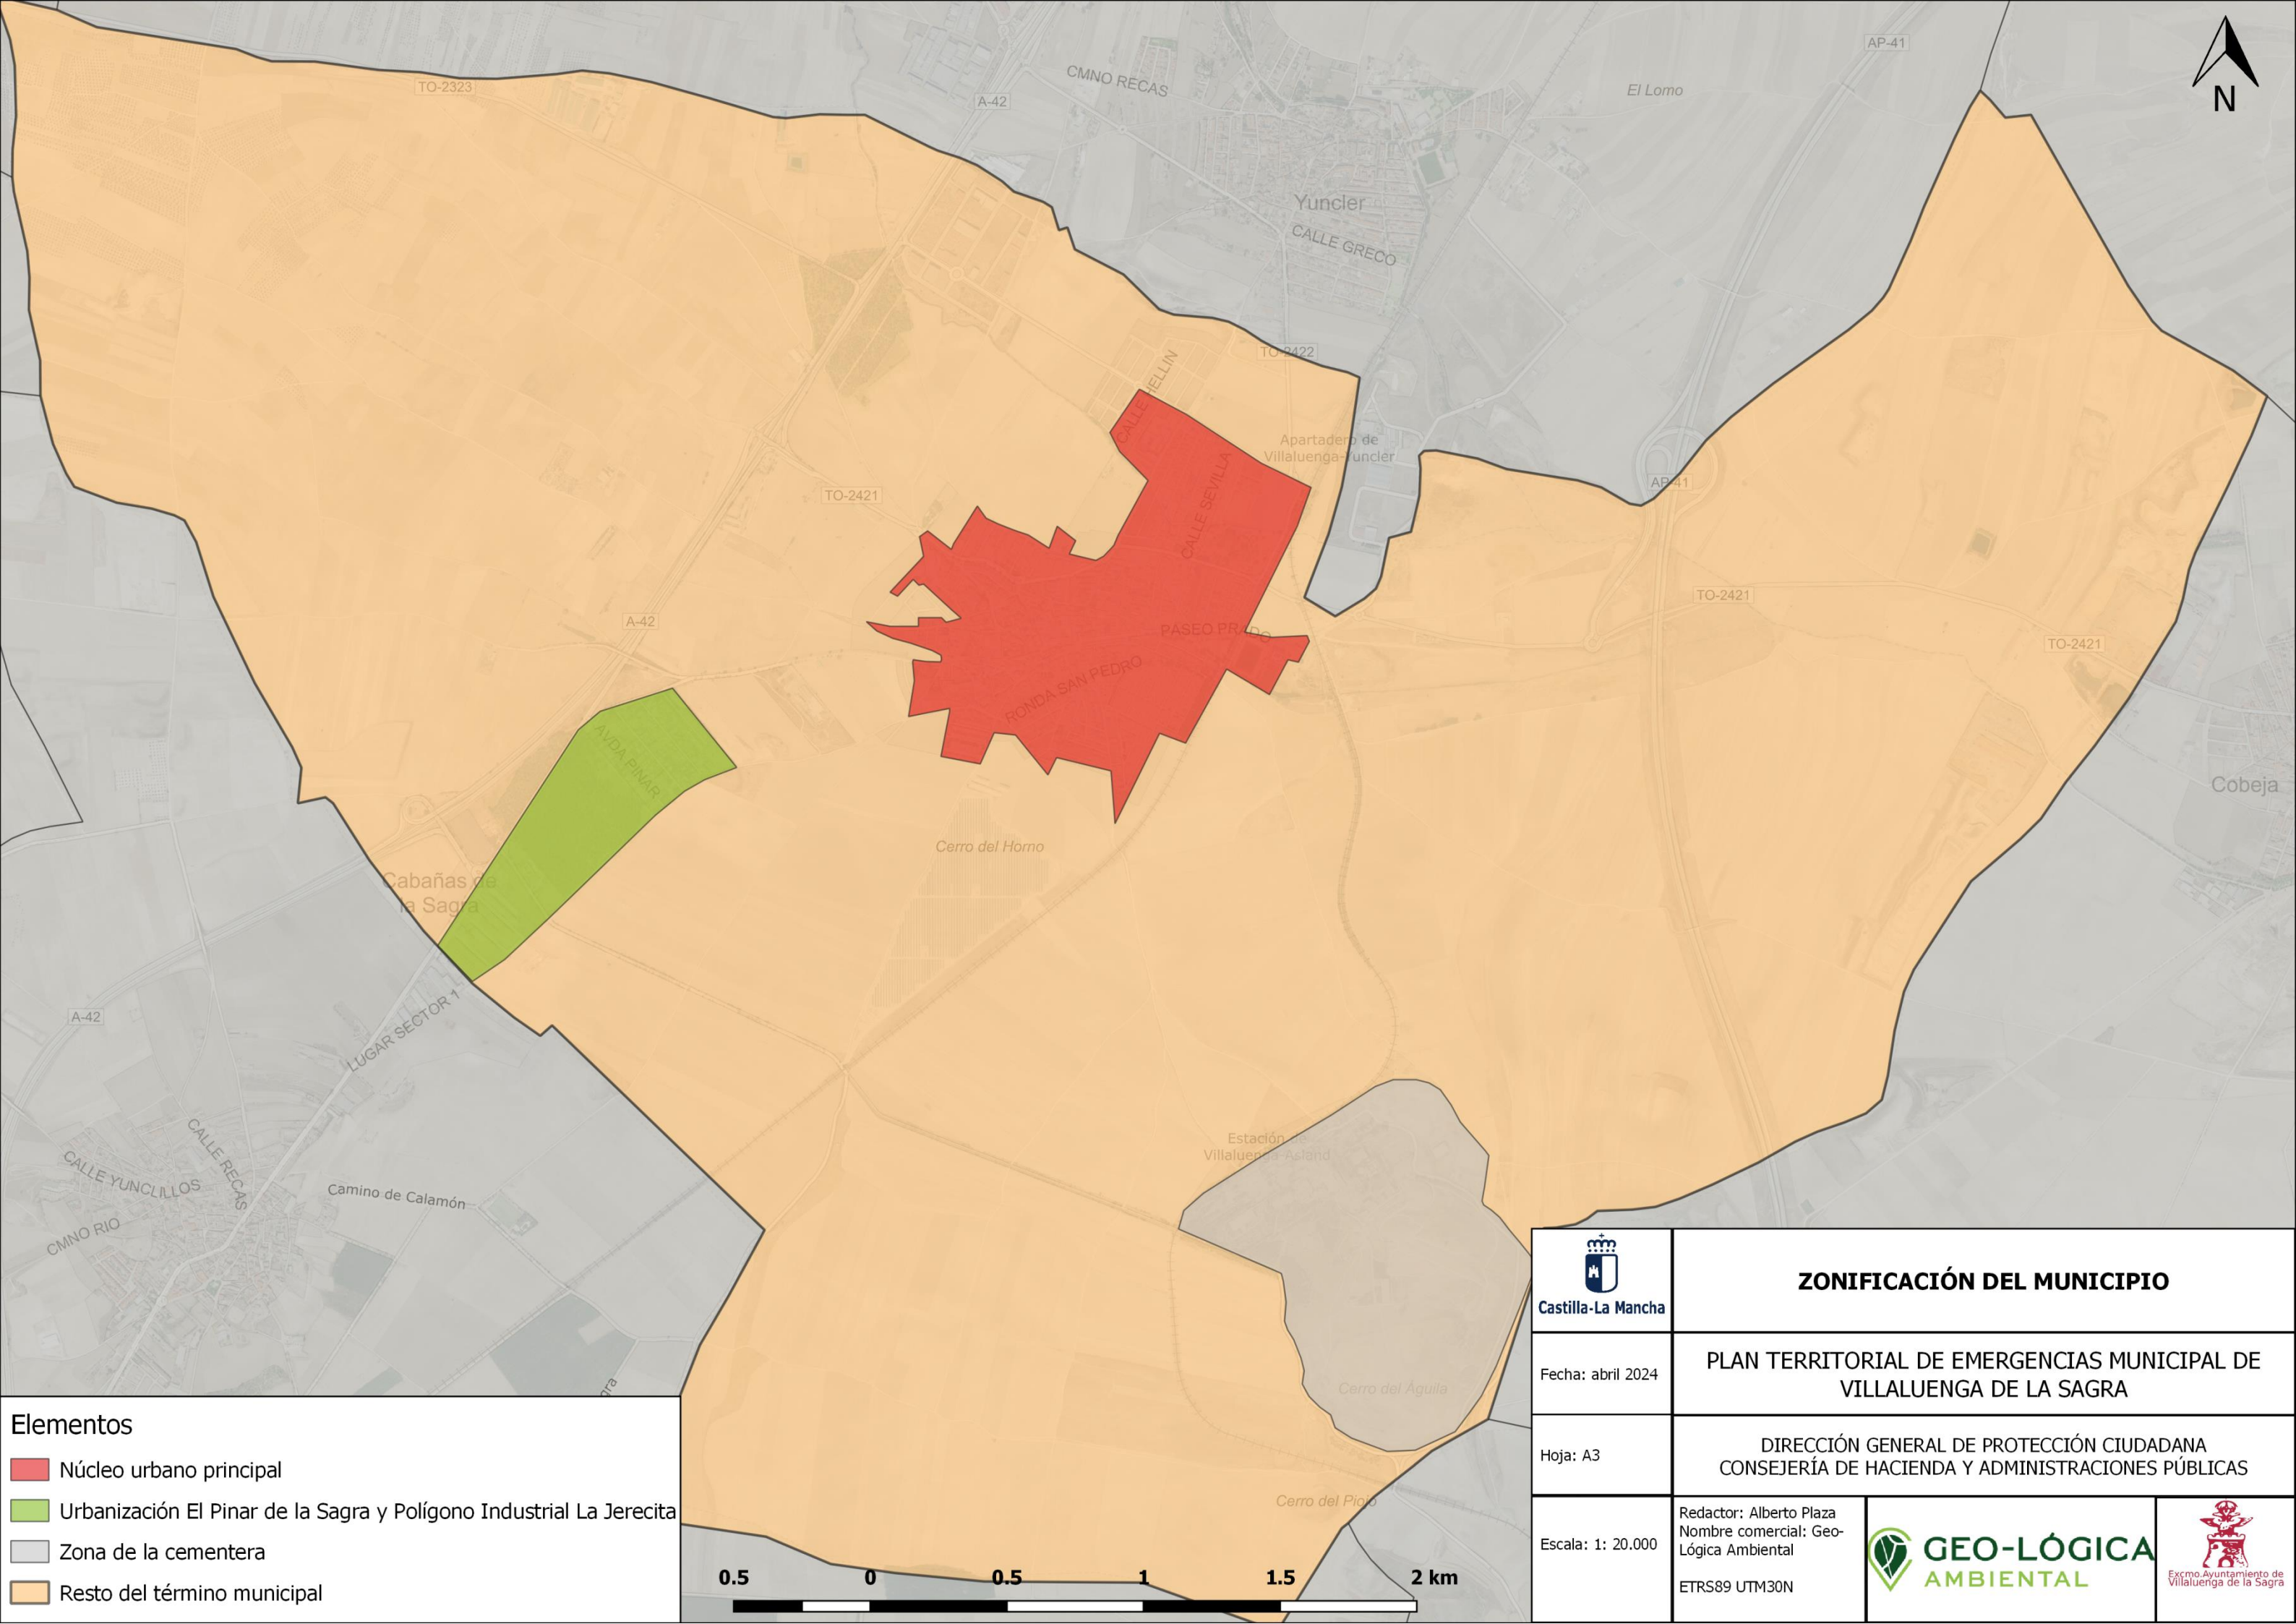 TO-2323
A-42
CMNO RECAS
El Lomo
AP-41
N
Yuncler
CALLE GRECO
TO-2422
CALLE HELLIN
Apartadero de
Villaluenga-Yuncler
CALLE SEVILLA
TO-2421
AP-41
A-42
TO-2421
TO-2421
PASEO PRADO
RONDA SAN PEDRO
AVDA PINAR
Cobeja
Cerro del Horno
Cabañas de
la Sagra
A-42
LUGAR SECTOR 1
CALLE RECAS
CALLE YUNCLILLOS
Camino de Calamón
CMNO RIO
Estación de
Villaluenga-Asland
Cerro del Águila
Cerro del Piojo
gra
Elementos
Núcleo urbano principal
Urbanización El Pinar de la Sagra y Polígono Industrial La Jerecita
Zona de la cementera
Resto del término municipal
0.5 0 0.5 1 1.5 2 km
Castilla-La Mancha
ZONIFICACIÓN DEL MUNICIPIO
Fecha: abril 2024
PLAN TERRITORIAL DE EMERGENCIAS MUNICIPAL DE
VILLALUENGA DE LA SAGRA
Hoja: A3
DIRECCIÓN GENERAL DE PROTECCIÓN CIUDADANA
CONSEJERÍA DE HACIENDA Y ADMINISTRACIONES PÚBLICAS
Escala: 1: 20.000
Redactor: Alberto Plaza
Nombre comercial: Geo-
Lógica Ambiental
ETRS89 UTM30N
GEO-LÓGICA
AMBIENTAL
Excmo.Ayuntamiento de
Villaluenga de la Sagra